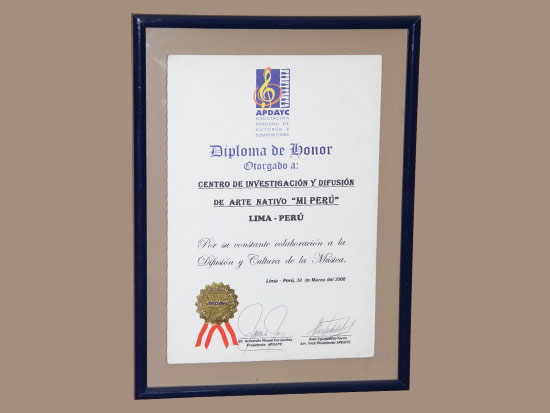 APDAYC
ASOCIACIÓN
PERUANA DE
AUTORES Y
COMPOSITORES
Diploma de Honor
Otorgado a:
CENTRO DE INVESTIGACIÓN Y DIFUSIÓN
DE ARTE NATIVO "MI PERÚ"
LIMA - PERÚ
Por su constante colaboración a la
Difusión y Cultura de la Música.
Lima - Perú, 30 de Marzo del 2006
APDAYC
Presidente APDAYC
Presidente APDAYC